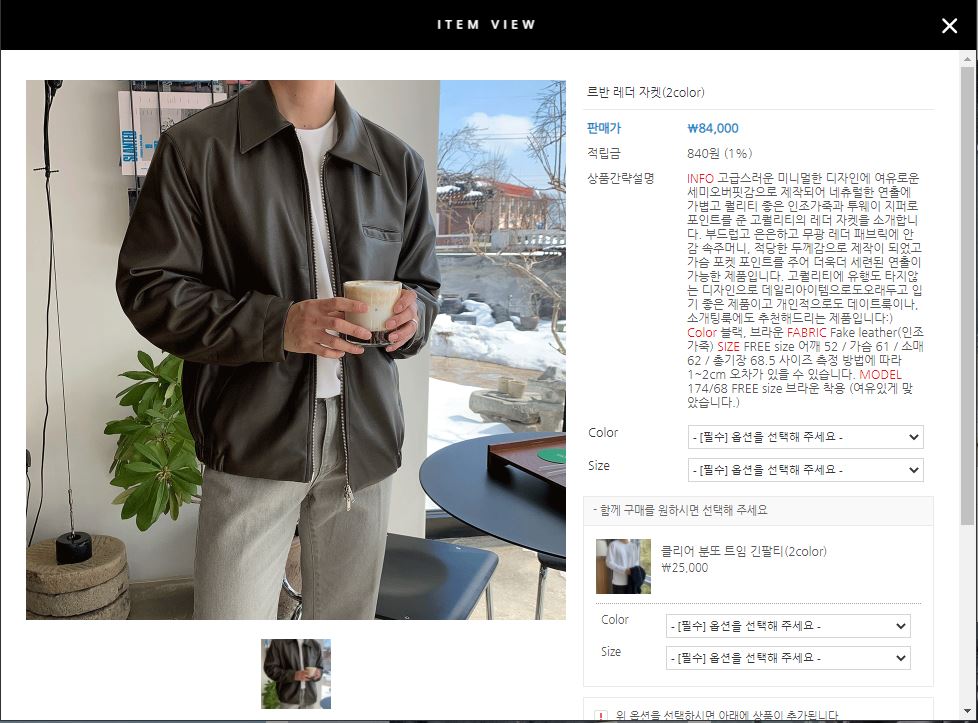 ITEM VIEW
르반 레더 자켓(2color)
판매가 ₩84,000
적립금 840원 (1%)
상품간략설명 INFO 고급스러운 미니멀한 디자인에 여유로운
세미오버핏감으로 제작되어 네츄럴한 연출에
가볍고 퀄리티 좋은 인조가죽과 투웨이 지퍼로
포인트를 준 고퀄리티의 레더 자켓을 소개합니
다. 부드럽고 은은하고 무광 레더 패브릭에 안
감 속주머니, 적당한 두께감으로 제작이 되었고
가슴 포켓 포인트를 주어 더욱더 세련된 연출이
가능한 제품입니다. 고퀄리티에 유행도 타지않
는 디자인으로 데일리아이템으로도오래두고 입
기 좋은 제품이고 개인적으로도 데이트룩이나,
소개팅룩에도 추천해드리는 제품입니다:)
Color 블랙, 브라운 FABRIC Fake leather(인조
가죽) SIZE FREE size 어깨 52 / 가슴 61 / 소매
62 / 총기장 68.5 사이즈 측정 방법에 따라
1~2cm 오차가 있을 수 있습니다. MODEL
174/68 FREE size 브라운 착용 (여유있게 맞
았습니다.)
Color - [필수] 옵션을 선택해 주세요 -
Size - [필수] 옵션을 선택해 주세요 -
- 함께 구매를 원하시면 선택해 주세요
클리어 분또 트임 긴팔티(2color)
₩25,000
Color - [필수] 옵션을 선택해 주세요 -
Size - [필수] 옵션을 선택해 주세요 -
위 옵션을 선택하시면 아래에 상품이 추가됩니다